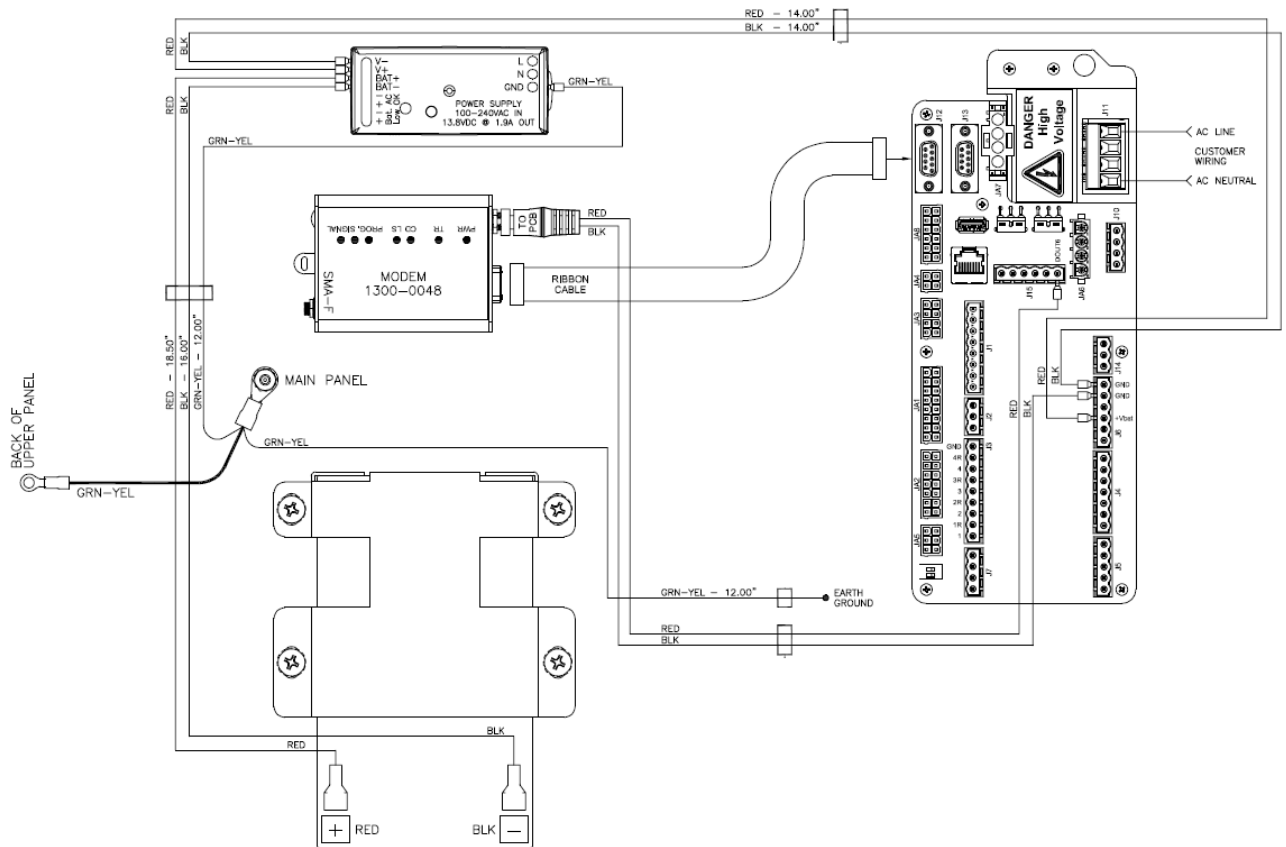 RED - 14.00"
BLK - 14.00"
RED
BLK
V-
V+
BAT+
BAT-
L
N
GND
GRN-YEL
POWER SUPPLY
100-240VAC IN
13.8VDC @ 1.9A OUT
Bat. AC
Low OK
+ - + -
RED
BLK
GRN-YEL
J12
J13
JA7
DANGER
High
Voltage
J11
AC LINE
CUSTOMER
WIRING
AC NEUTRAL
PWR
TR
CD LS
PROG. SIGNAL
MODEM
1300-0048
SMA-F
TO
PCB
RED
BLK
RIBBON
CABLE
JA8
JA4
JA3
JA1
JA2
JA5
DOUT6
J15
JA6
J10
J1
J2
J3
J7
GND
4R
4
3R
3
2R
2
1R
1
RED
BLK
RED
BLK
J14
GND
GND
+Vbat
J6
J4
J5
RED - 18.50"
BLK - 16.00"
GRN-YEL - 12.00"
MAIN PANEL
BACK OF
UPPER PANEL
GRN-YEL
GRN-YEL
GRN-YEL - 12.00"
EARTH
GROUND
RED
BLK
RED
BLK
+ RED
BLK -